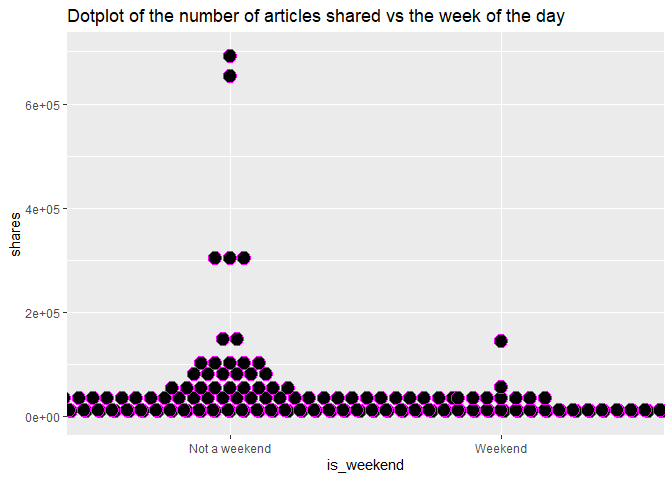 Dotplot of the number of articles shared vs the week of the day
6e+05
4e+05
2e+05
0e+00
shares
Not a weekend
Weekend
is_weekend